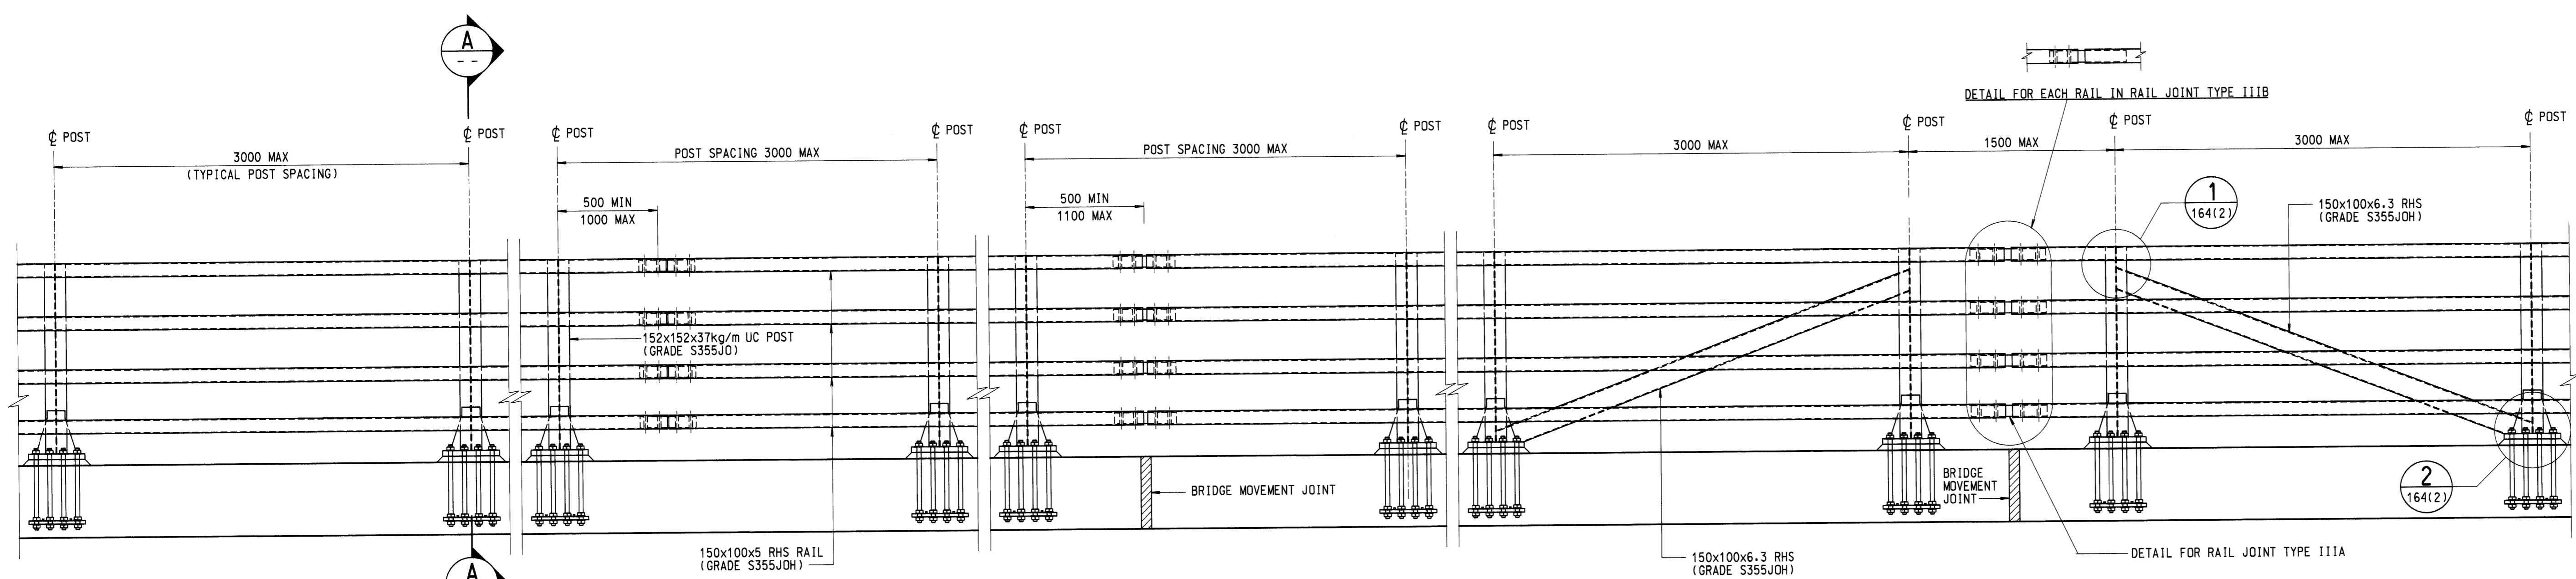 A
- -
DETAIL FOR EACH RAIL IN RAIL JOINT TYPE IIIB
℄ POST
℄ POST
℄ POST
℄ POST
℄ POST
℄ POST
℄ POST
℄ POST
℄ POST
℄ POST
3000 MAX
(TYPICAL POST SPACING)
POST SPACING 3000 MAX
POST SPACING 3000 MAX
3000 MAX
1500 MAX
3000 MAX
500 MIN
1000 MAX
500 MIN
1100 MAX
1
164(2)
150x100x6.3 RHS
(GRADE S355JOH)
152x152x37kg/m UC POST
(GRADE S355JO)
BRIDGE MOVEMENT JOINT
BRIDGE
MOVEMENT
JOINT
2
164(2)
150x100x5 RHS RAIL
(GRADE S355JOH)
150x100x6.3 RHS
(GRADE S355JOH)
DETAIL FOR RAIL JOINT TYPE IIIA
A